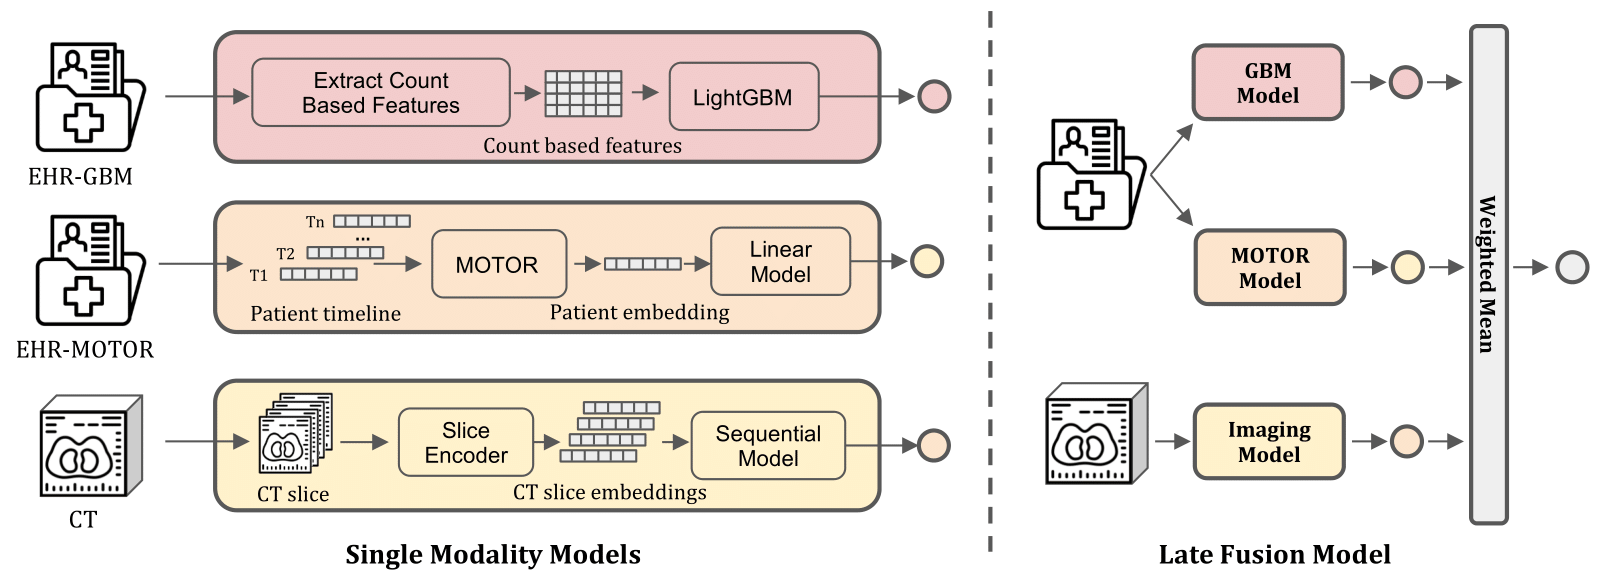 EHR-GBM
Extract Count
Based Features
Count based features
LightGBM
EHR-MOTOR
Tn
...
T2
T1
Patient timeline
MOTOR
Patient embedding
Linear
Model
CT
CT slice
Slice
Encoder
CT slice embeddings
Sequential
Model
Single Modality Models
GBM
Model
MOTOR
Model
Imaging
Model
Weighted Mean
Late Fusion Model